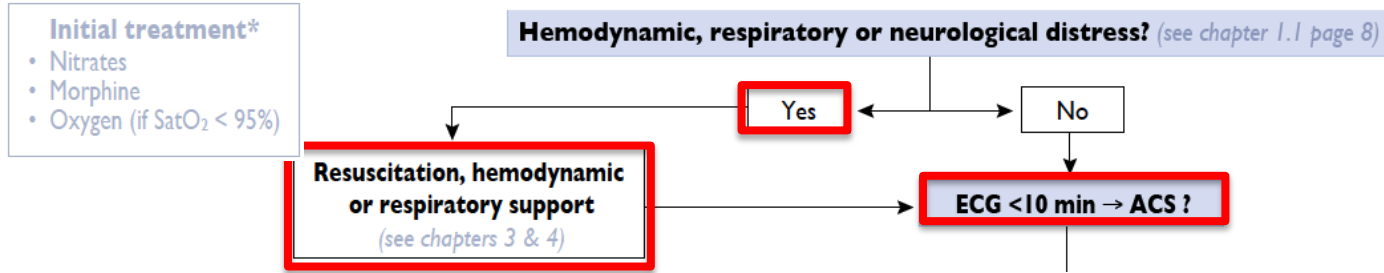 Initial treatment*
• Nitrates
• Morphine
• Oxygen (if SatO₂ < 95%)
Hemodynamic, respiratory or neurological distress? (see chapter 1.1 page 8)
Yes
No
Resuscitation, hemodynamic
or respiratory support
(see chapters 3 & 4)
ECG <10 min → ACS ?